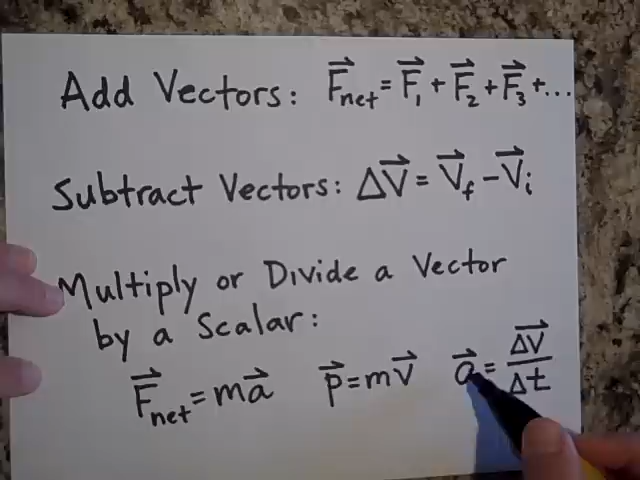 Add Vectors: F⃗net = F⃗₁ + F⃗₂ + F⃗₃ + ...
Subtract Vectors: ΔV⃗ = V⃗f − V⃗i
Multiply or Divide a Vector
by a Scalar:
F⃗net = ma⃗ p⃗ = mv⃗ a⃗ = ΔV⃗/Δt